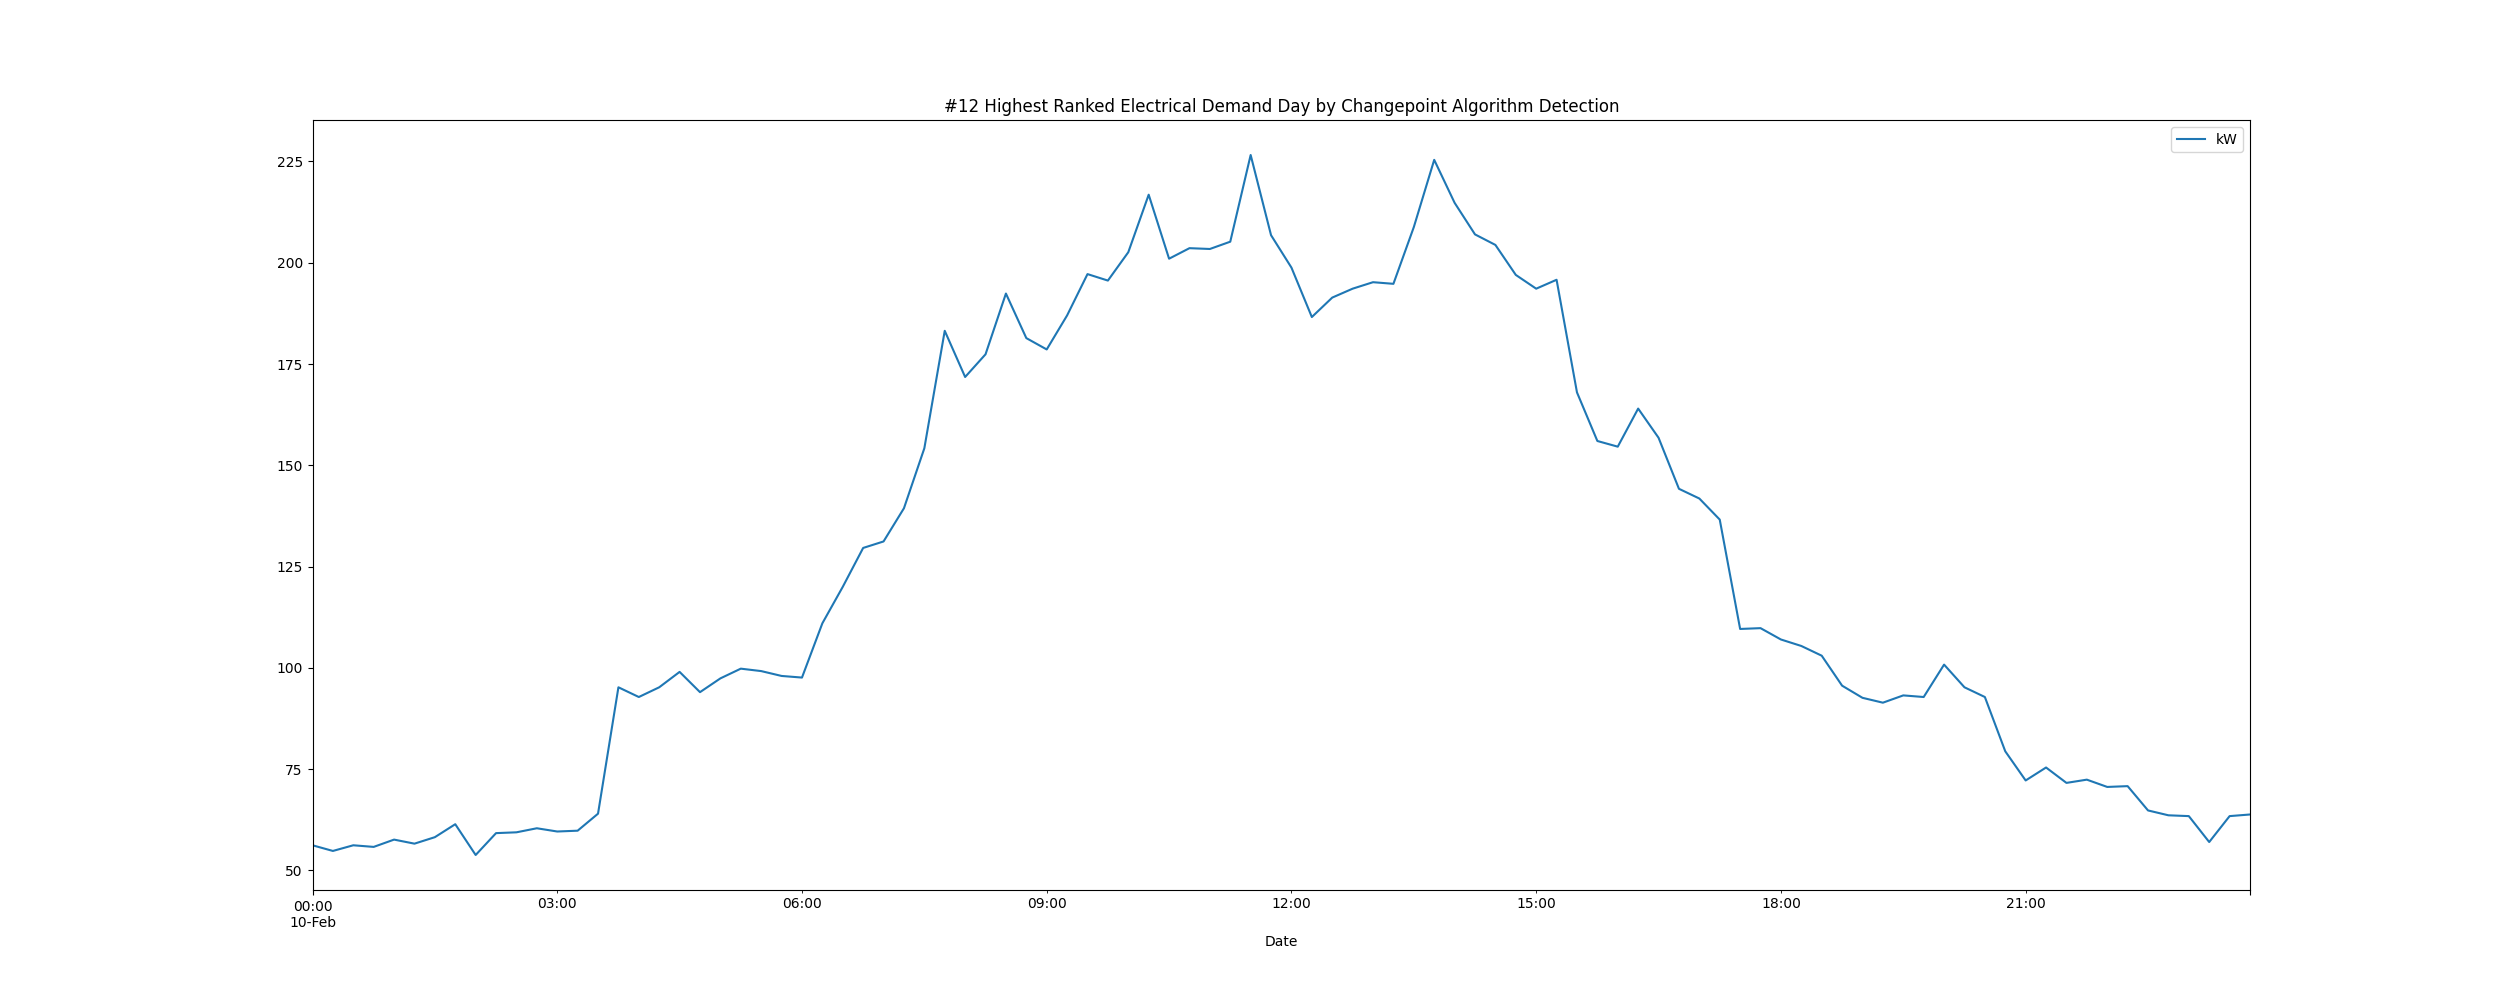 #12 Highest Ranked Electrical Demand Day by Changepoint Algorithm Detection
kW
225
200
175
150
125
100
75
50
00:00 03:00 06:00 09:00 12:00 15:00 18:00 21:00
10-Feb
Date